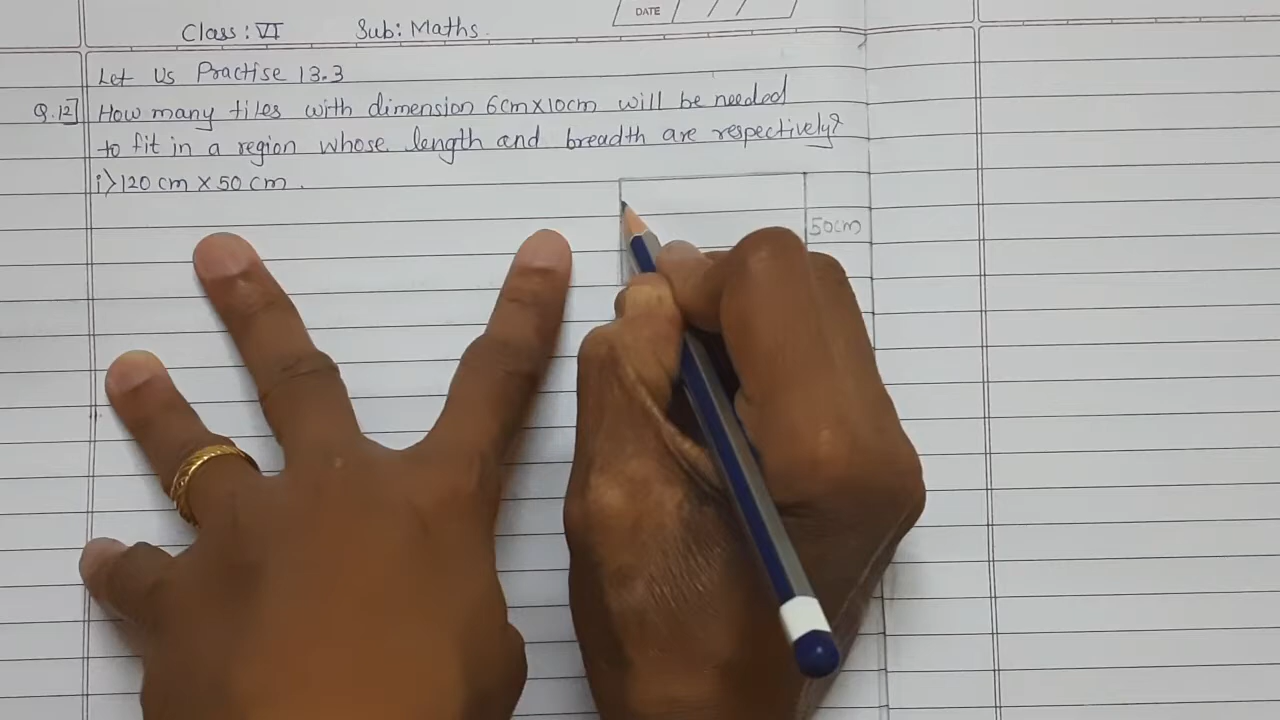 DATE
Class: VI Sub: Maths.
Let Us Practise 13.3
Q.12] How many tiles with dimension 6cm×10cm will be needed
to fit in a region whose length and breadth are respectively?
i>120 cm × 50 cm.
50cm